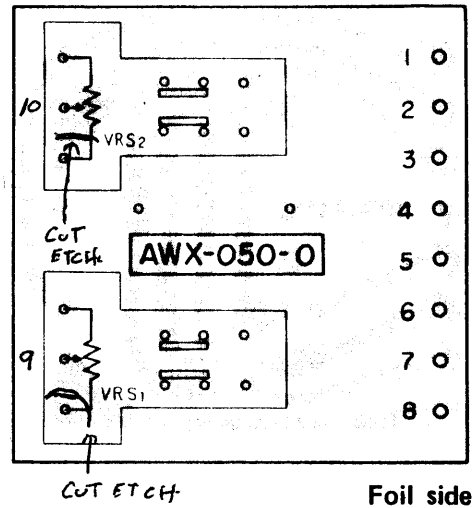 1
10
2
VRS2
3
CUT
ETCH
4
AWX-050-0
5
6
9
7
VRS1
8
CUT ETCH
Foil side